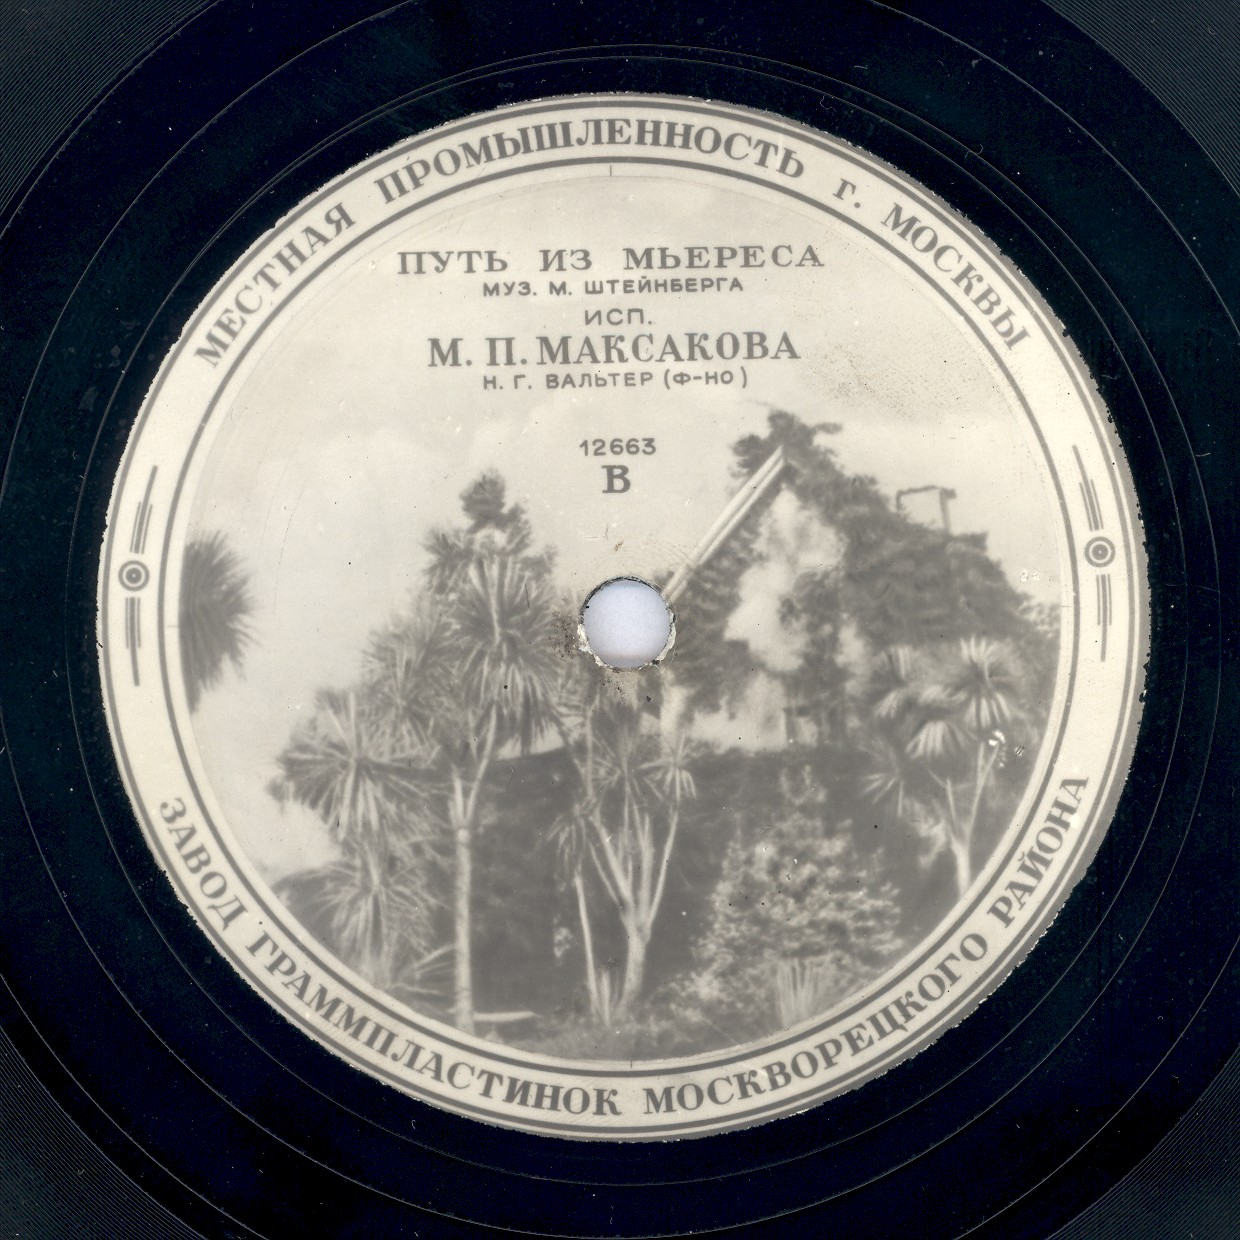 МЕСТНАЯ ПРОМЫШЛЕННОСТЬ г. МОСКВЫ
ПУТЬ ИЗ МЬЕРЕСА
МУЗ. М. ШТЕЙНБЕРГА
ИСП.
М. П. МАКСАКОВА
Н. Г. ВАЛЬТЕР (Ф-НО)
12663
В
ЗАВОД ГРАММПЛАСТИНОК МОСКВОРЕЦКОГО РАЙОНА